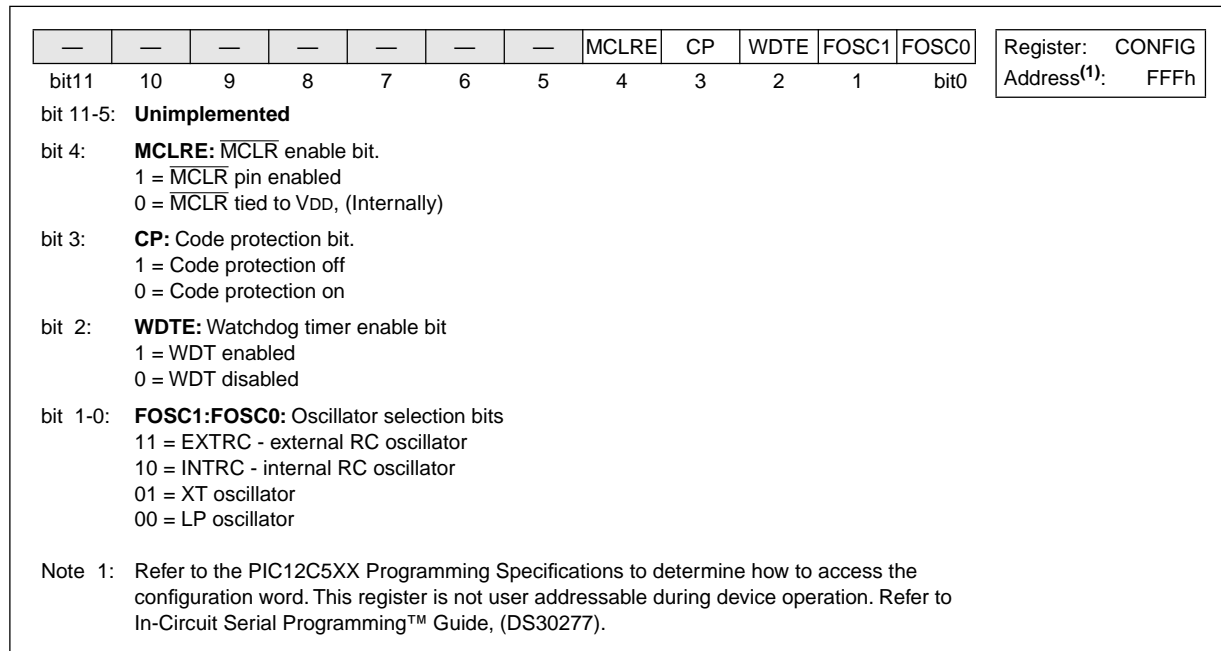 — — — — — — — MCLRE CP WDTE FOSC1 FOSC0 Register: CONFIG
bit11 10 9 8 7 6 5 4 3 2 1 bit0 Address(1): FFFh
bit 11-5: Unimplemented
bit 4: MCLRE: M̅C̅L̅R̅ enable bit.
1 = M̅C̅L̅R̅ pin enabled
0 = M̅C̅L̅R̅ tied to VDD, (Internally)
bit 3: CP: Code protection bit.
1 = Code protection off
0 = Code protection on
bit 2: WDTE: Watchdog timer enable bit
1 = WDT enabled
0 = WDT disabled
bit 1-0: FOSC1:FOSC0: Oscillator selection bits
11 = EXTRC - external RC oscillator
10 = INTRC - internal RC oscillator
01 = XT oscillator
00 = LP oscillator
Note 1: Refer to the PIC12C5XX Programming Specifications to determine how to access the
configuration word. This register is not user addressable during device operation. Refer to
In-Circuit Serial Programming™ Guide, (DS30277).